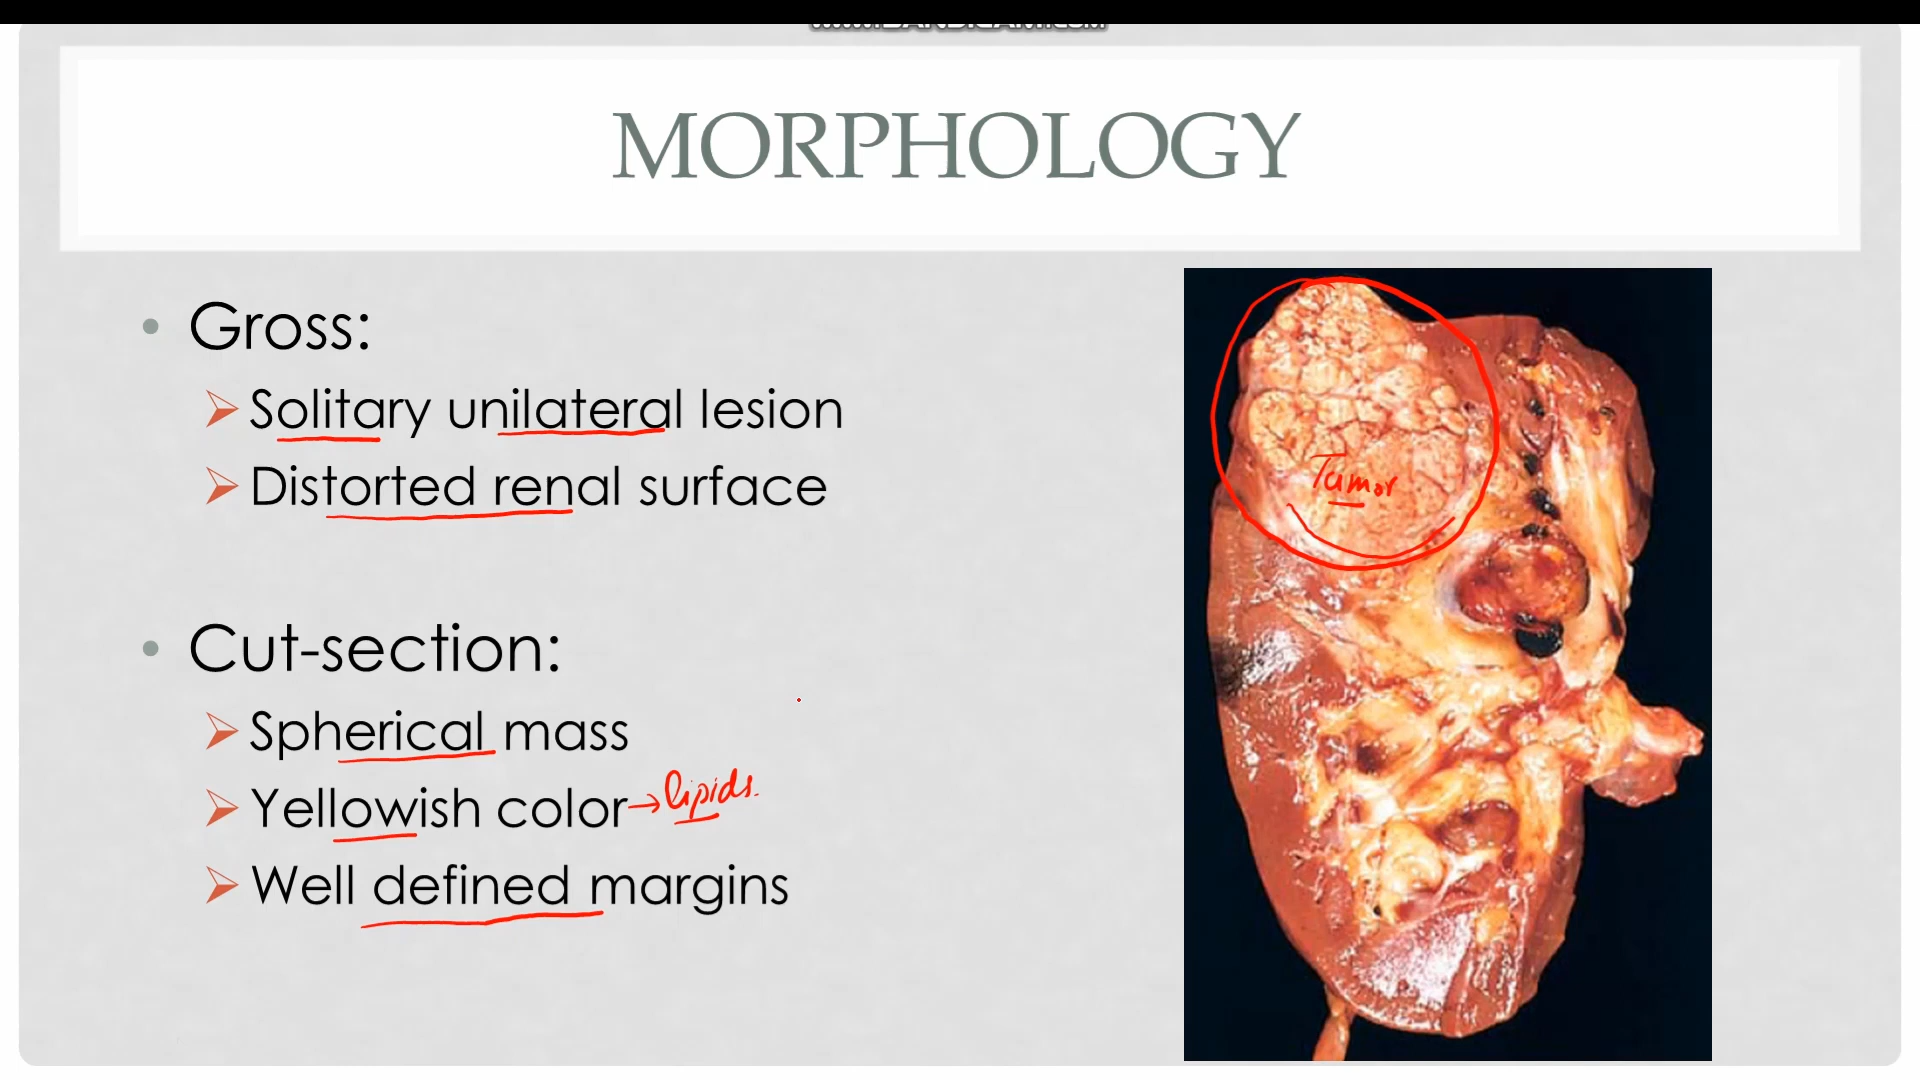 MORPHOLOGY
Gross:
Solitary unilateral lesion
Distorted renal surface
Tumor
Cut-section:
Spherical mass
Yellowish color → lipids.
Well defined margins